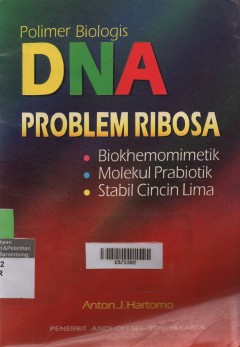 Polimer Biologis
DNA
PROBLEM RIBOSA
• Biokhemomimetik
• Molekul Prabiotik
• Stabil Cincin Lima
Anton J. Hartomo
PENERBIT ANDI OFFSET YOGYAKARTA